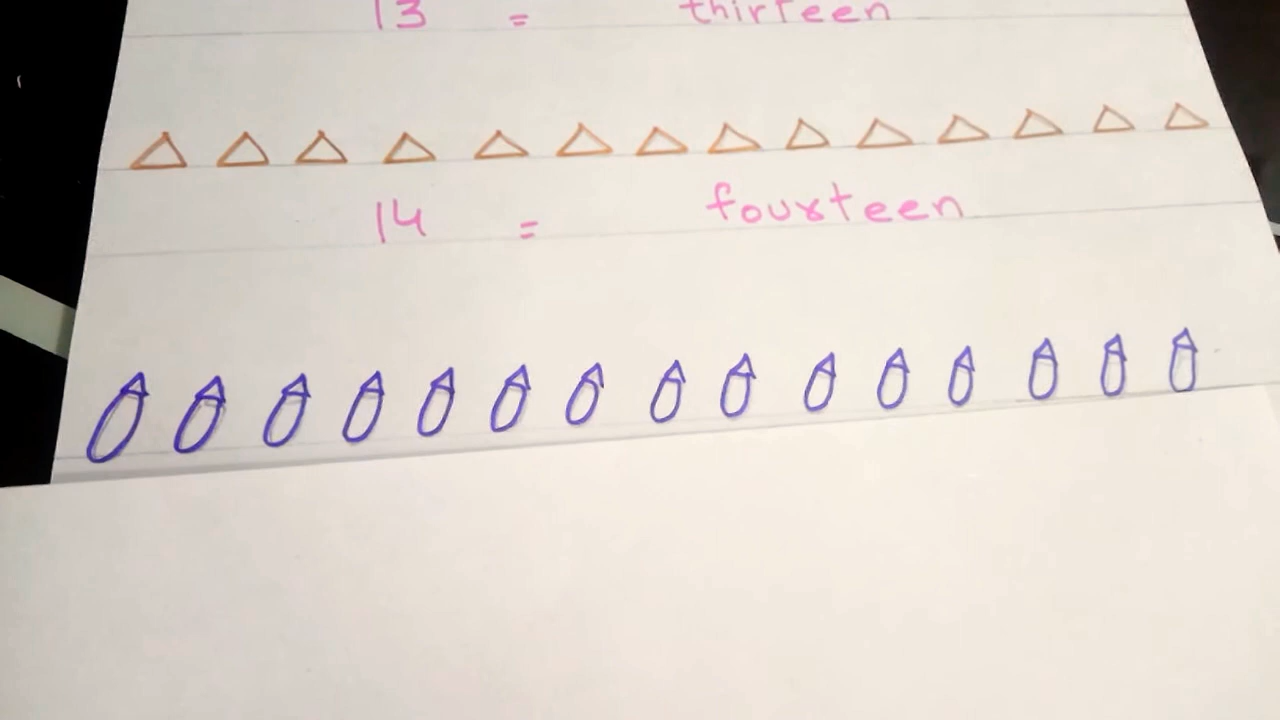 13 = thirteen
14 = fourteen